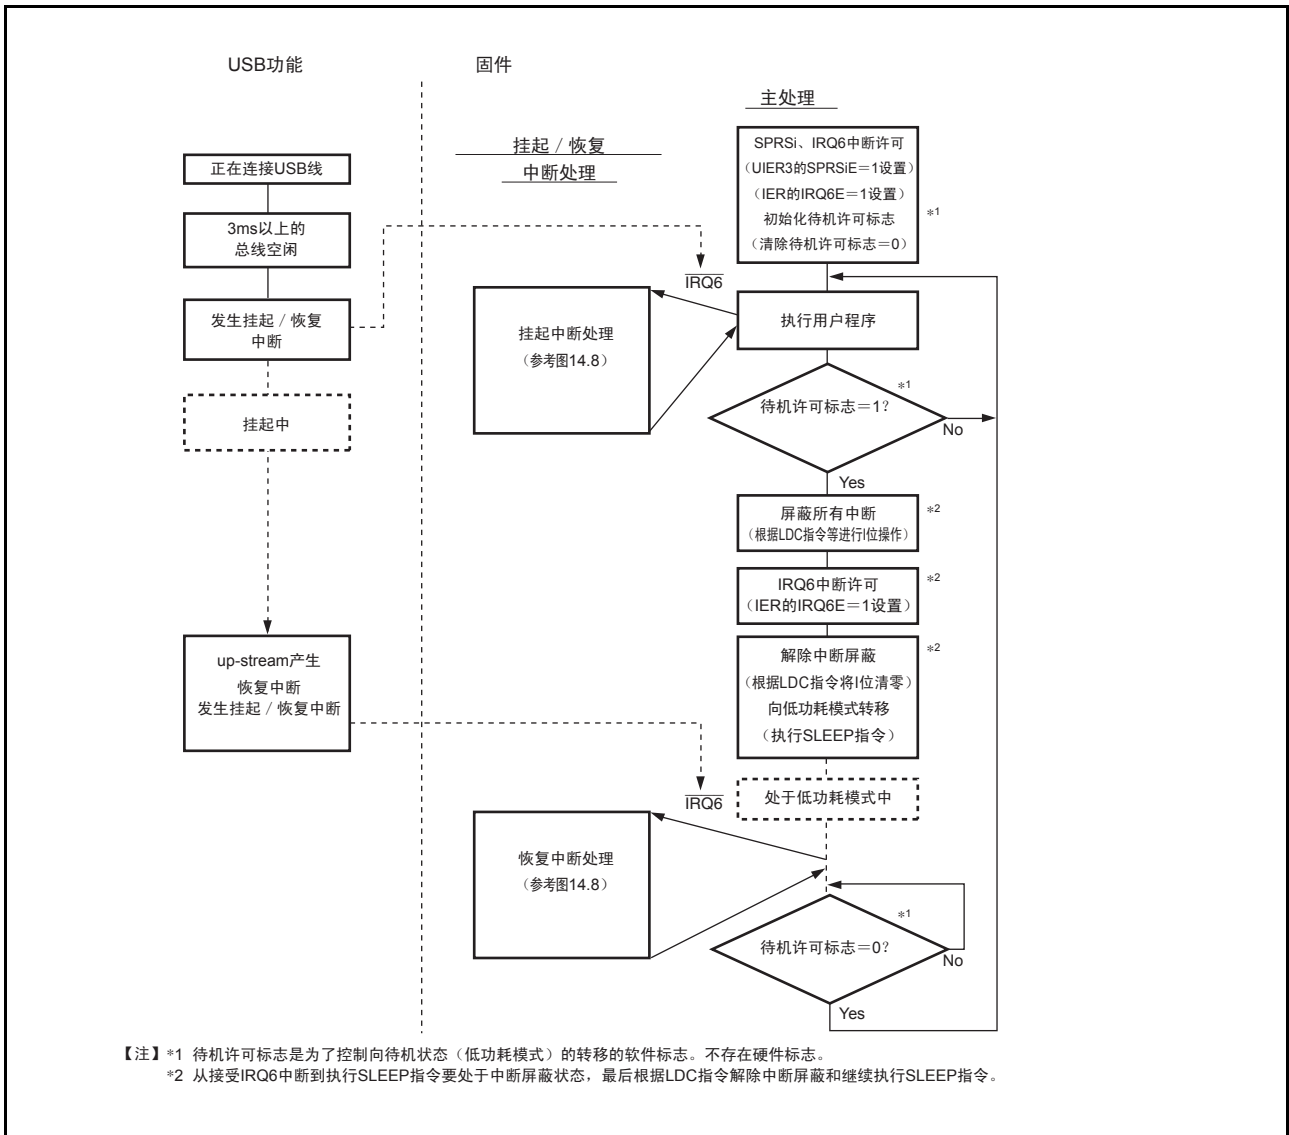 USB功能
固件
主处理
挂起／恢复
中断处理
正在连接USB线
3ms以上的
总线空闲
发生挂起／恢复
中断
挂起中
up-stream产生
恢复中断
发生挂起／恢复中断
IRQ6
挂起中断处理
（参考图14.8）
IRQ6
恢复中断处理
（参考图14.8）
SPRSi、IRQ6中断许可
（UIER3的SPRSiE＝1设置）
（IER的IRQ6E＝1设置）
初始化待机许可标志
（清除待机许可标志＝0）
*1
执行用户程序
*1
待机许可标志＝1？
No
Yes
屏蔽所有中断
（根据LDC指令等进行I位操作）
*2
IRQ6中断许可
（IER的IRQ6E＝1设置）
*2
解除中断屏蔽
（根据LDC指令将I位清零）
向低功耗模式转移
（执行SLEEP指令）
*2
处于低功耗模式中
*1
待机许可标志＝0？
No
Yes
【注】*1 待机许可标志是为了控制向待机状态（低功耗模式）的转移的软件标志。不存在硬件标志。
*2 从接受IRQ6中断到执行SLEEP指令要处于中断屏蔽状态，最后根据LDC指令解除中断屏蔽和继续执行SLEEP指令。